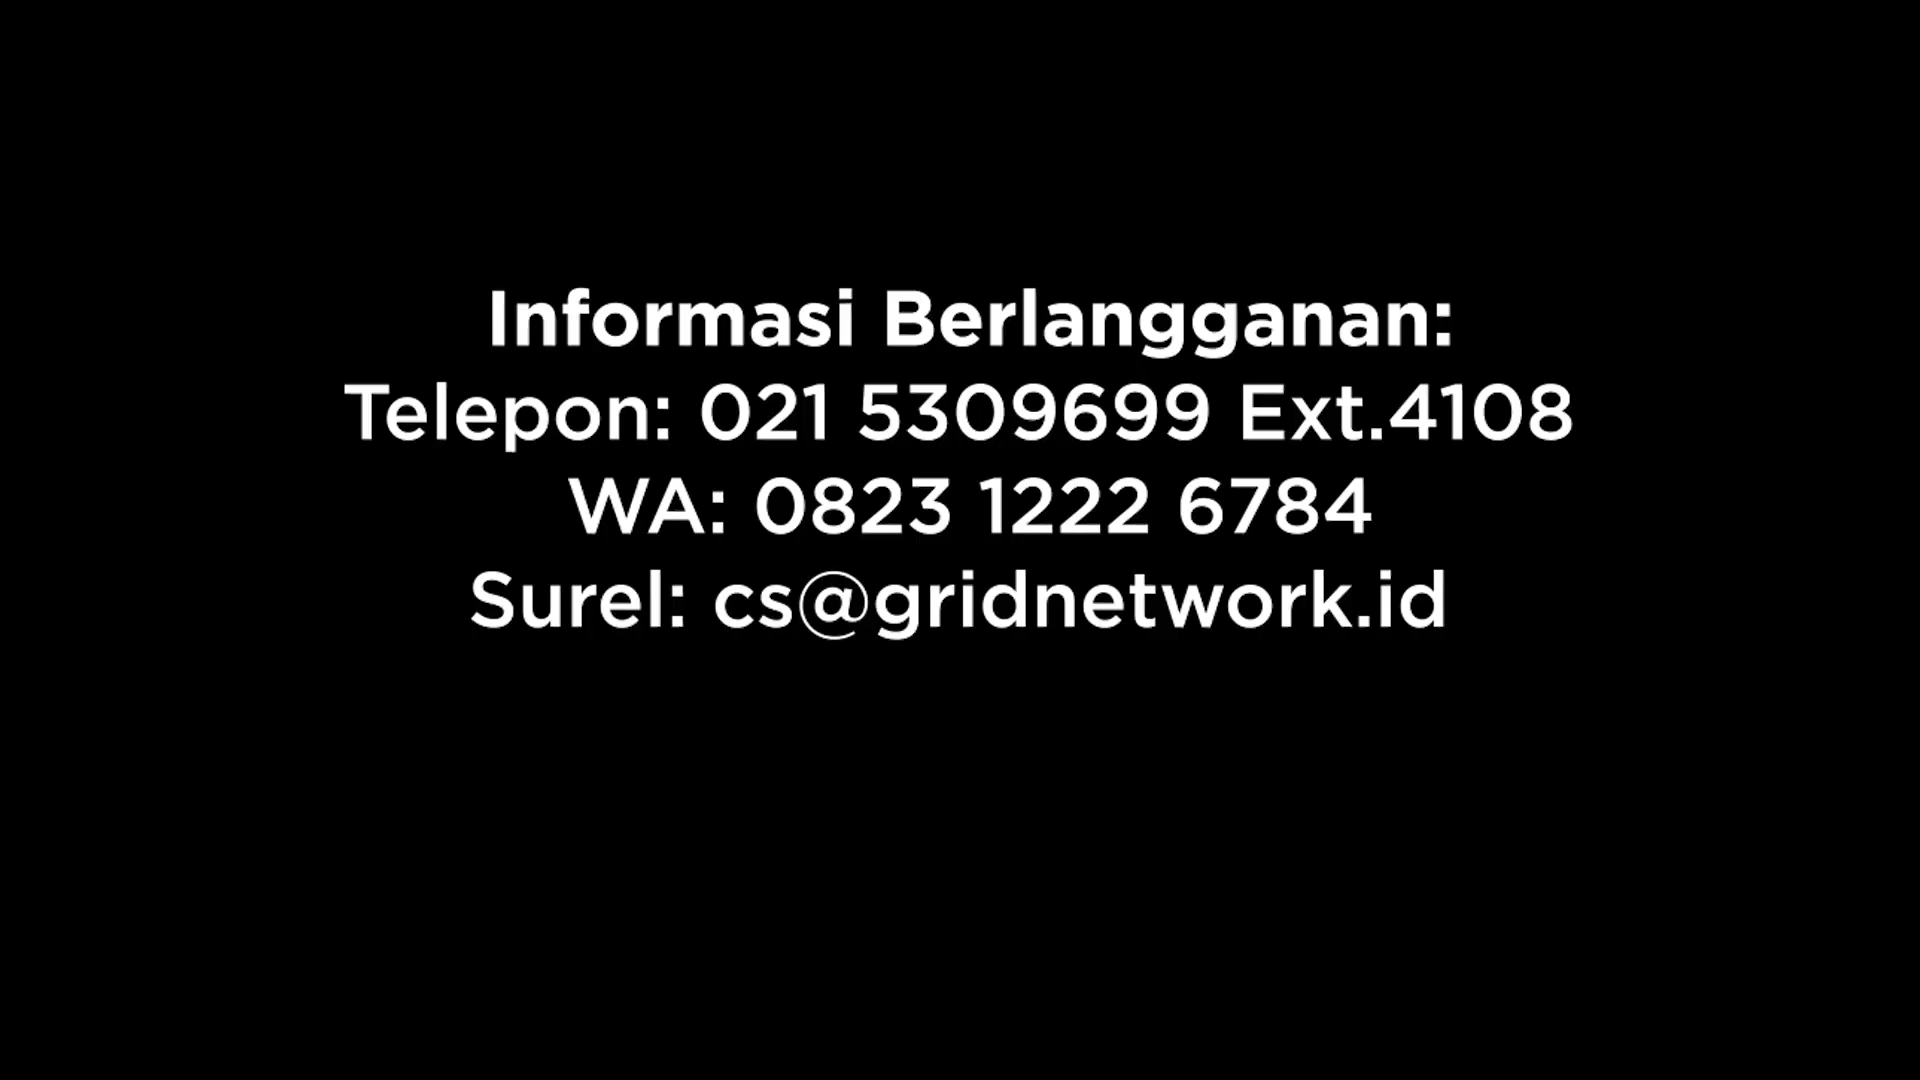 Informasi Berlangganan:
Telepon: 021 5309699 Ext.4108
WA: 0823 1222 6784
Surel: cs@gridnetwork.id